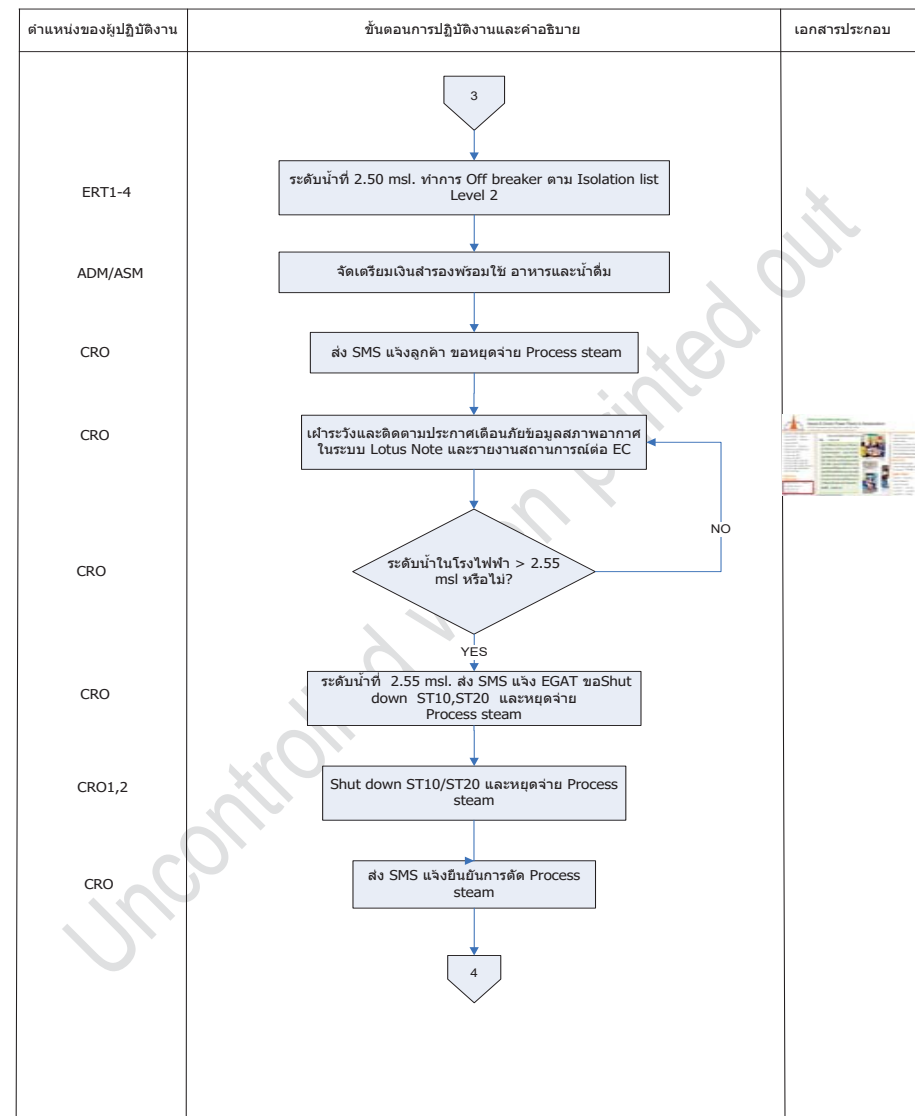 ตำแหน่งของผู้ปฏิบัติงาน
ขั้นตอนการปฏิบัติงานและคำอธิบาย
เอกสารประกอบ
3
ERT1-4
ระดับน้ำที่ 2.50 msl. ทำการ Off breaker ตาม Isolation list
Level 2
ADM/ASM
จัดเตรียมเงินสำรองพร้อมใช้ อาหารและน้ำดื่ม
CRO
ส่ง SMS แจ้งลูกค้า ขอหยุดจ่าย Process steam
CRO
เฝ้าระวังและติดตามประกาศเตือนภัยข้อมูลสภาพอากาศ
ในระบบ Lotus Note และรายงานสถานการณ์ต่อ EC
NO
CRO
ระดับน้ำในโรงไฟฟ้า > 2.55
msl หรือไม่?
YES
CRO
ระดับน้ำที่ 2.55 msl. ส่ง SMS แจ้ง EGAT ขอShut
down ST10,ST20 และหยุดจ่าย
Process steam
CRO1,2
Shut down ST10/ST20 และหยุดจ่าย Process
steam
CRO
ส่ง SMS แจ้งยืนยันการตัด Process
steam
4
Uncontrolled when printed out